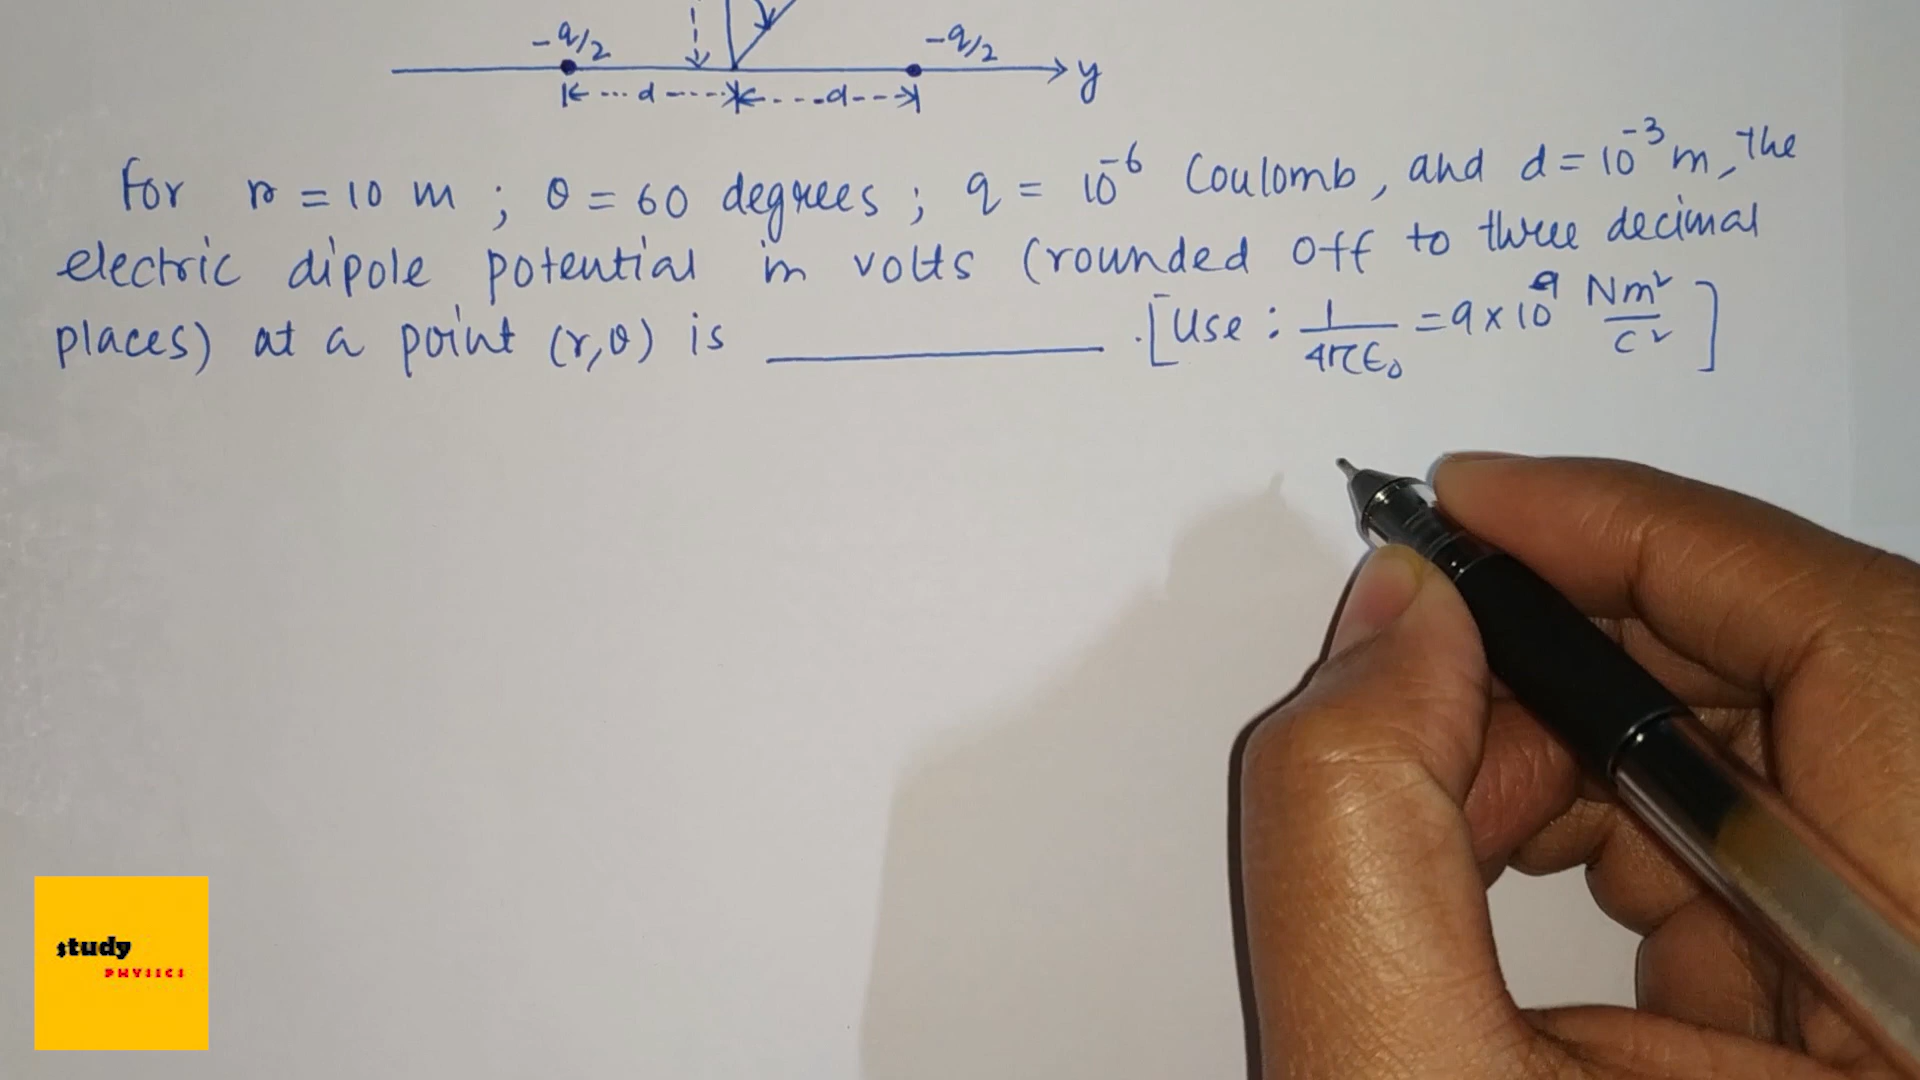 -q/2 -q/2
y
d d
for r = 10 m ; θ = 60 degrees ; q = 10⁻⁶ Coulomb, and d = 10⁻³ m, the
electric dipole potential in volts (rounded off to three decimal
places) at a point (r,θ) is ________ . [Use : 1/4πε₀ = 9 × 10⁹ Nm²/C²]
study
PHYSICS